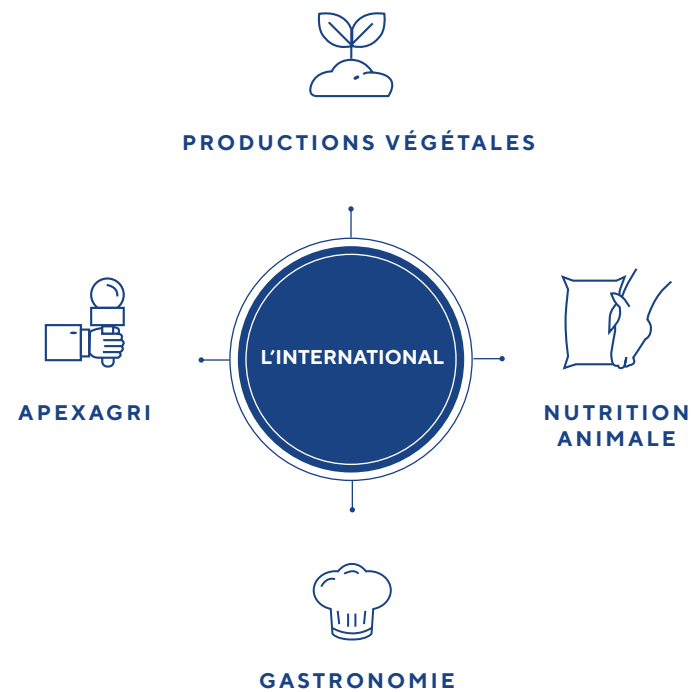 PRODUCTIONS VÉGÉTALES
L'INTERNATIONAL
APEXAGRI
NUTRITION
ANIMALE
GASTRONOMIE